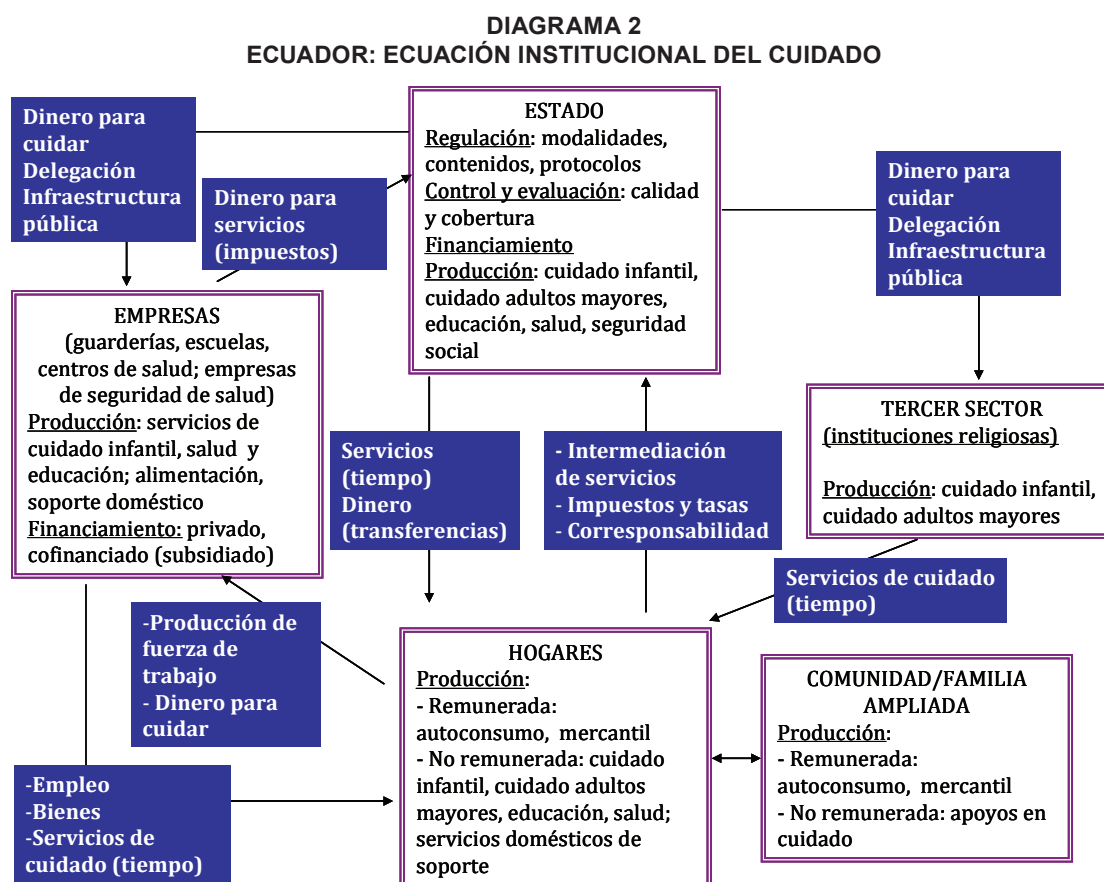 DIAGRAMA 2
ECUADOR: ECUACIÓN INSTITUCIONAL DEL CUIDADO
Dinero para
cuidar
Delegación
Infraestructura
pública
Dinero para
servicios
(impuestos)
ESTADO
Regulación: modalidades,
contenidos, protocolos
Control y evaluación: calidad
y cobertura
Financiamiento
Producción: cuidado infantil,
cuidado adultos mayores,
educación, salud, seguridad
social
Dinero para
cuidar
Delegación
Infraestructura
pública
EMPRESAS
(guarderías, escuelas,
centros de salud; empresas
de seguridad de salud)
Producción: servicios de
cuidado infantil, salud y
educación; alimentación,
soporte doméstico
Financiamiento: privado,
cofinanciado (subsidiado)
Servicios
(tiempo)
Dinero
(transferencias)
- Intermediación
de servicios
- Impuestos y tasas
- Corresponsabilidad
TERCER SECTOR
(instituciones religiosas)
Producción: cuidado infantil,
cuidado adultos mayores
Servicios de cuidado
(tiempo)
-Producción de
fuerza de
trabajo
- Dinero para
cuidar
HOGARES
Producción:
- Remunerada:
autoconsumo, mercantil
- No remunerada: cuidado
infantil, cuidado adultos
mayores, educación, salud;
servicios domésticos de
soporte
COMUNIDAD/FAMILIA
AMPLIADA
Producción:
- Remunerada:
autoconsumo, mercantil
- No remunerada: apoyos en
cuidado
-Empleo
-Bienes
-Servicios de
cuidado (tiempo)